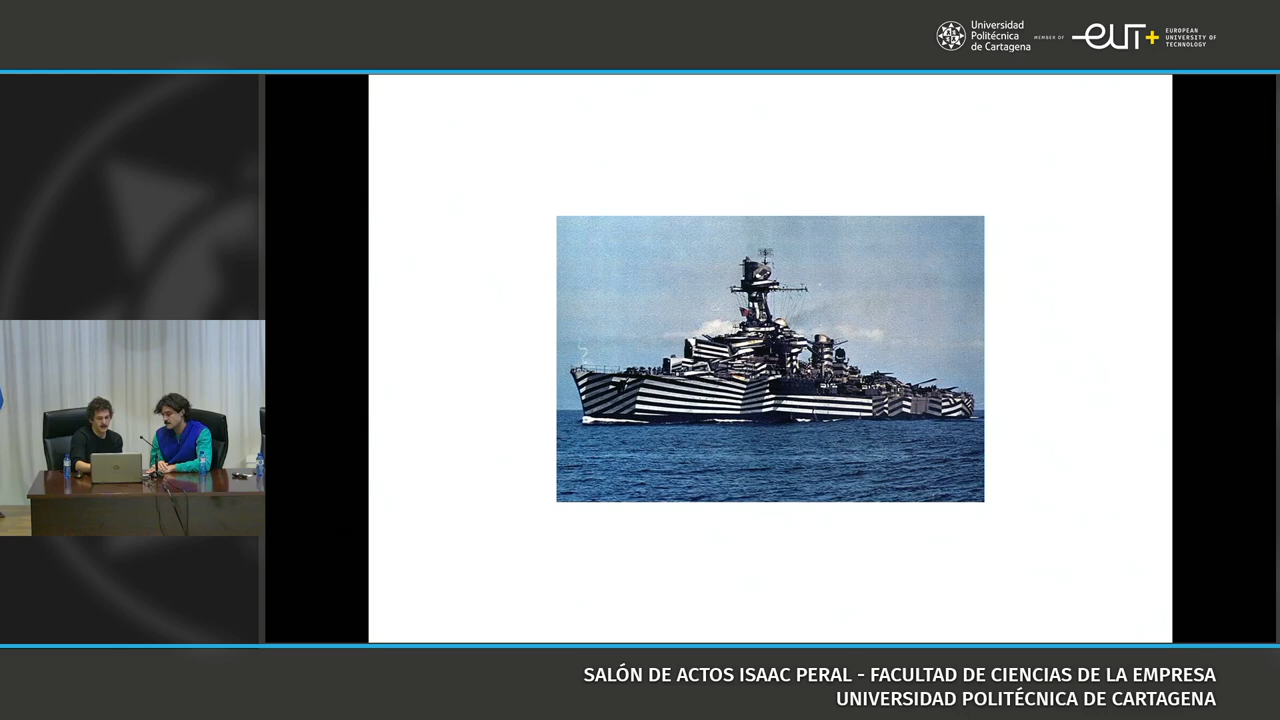 Universidad
Politécnica
de Cartagena
MEMBER OF
EUT+
EUROPEAN
UNIVERSITY OF
TECHNOLOGY
SALÓN DE ACTOS ISAAC PERAL - FACULTAD DE CIENCIAS DE LA EMPRESA
UNIVERSIDAD POLITÉCNICA DE CARTAGENA